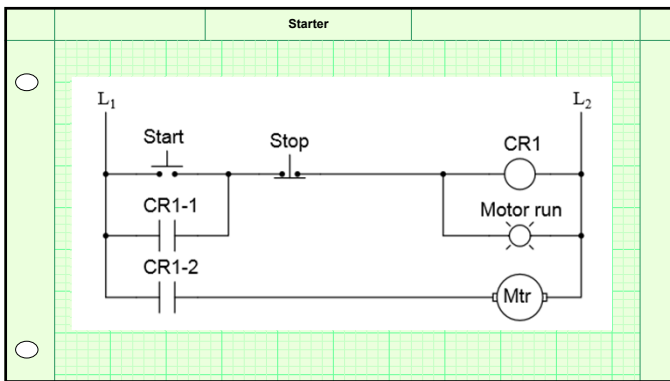 Starter
L₁ L₂
Start Stop CR1
CR1-1 Motor run
CR1-2
Mtr